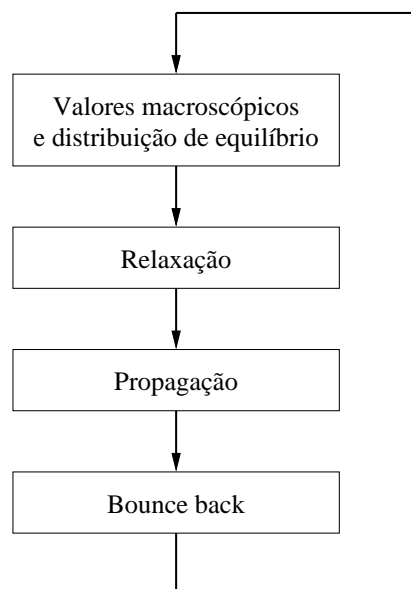 Valores macroscópicos
e distribuição de equilíbrio
Relaxação
Propagação
Bounce back